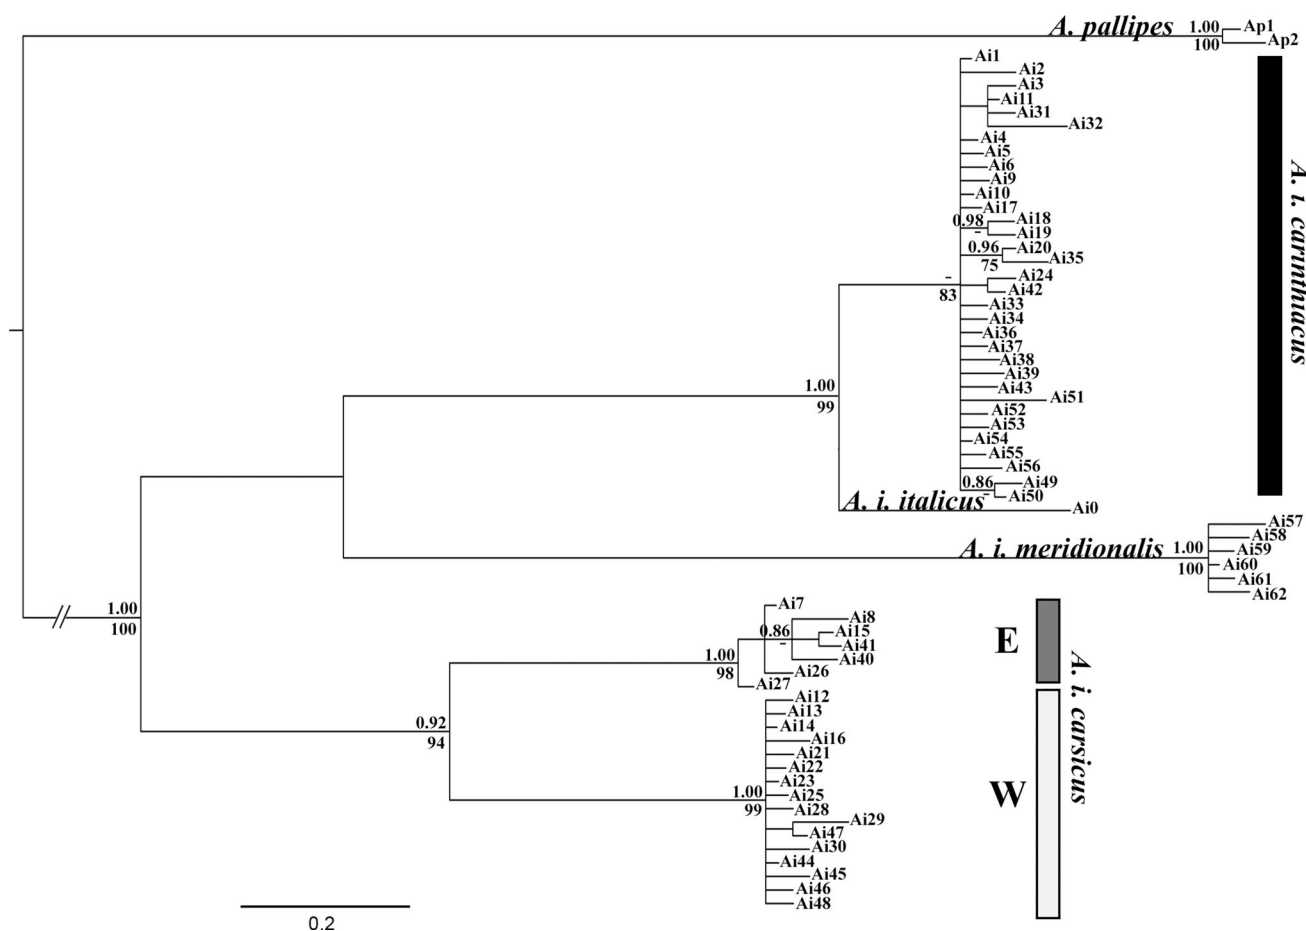 A. pallipes
1.00
100
Ap1
Ap2
Ai1
Ai2
Ai3
Ai11
Ai31
Ai32
Ai4
Ai5
Ai6
Ai9
Ai10
Ai17
0.98
–
Ai18
Ai19
0.96
75
Ai20
Ai35
–
83
Ai24
Ai42
Ai33
Ai34
Ai36
Ai37
Ai38
1.00
99
Ai39
Ai43
Ai51
Ai52
Ai53
Ai54
Ai55
Ai56
0.86
–
Ai49
Ai50
A. i. italicus
Ai0
A. i. carinthiacus
A. i. meridionalis
1.00
100
Ai57
Ai58
Ai59
Ai60
Ai61
Ai62
1.00
100
Ai7
0.86
–
Ai8
Ai15
Ai41
Ai40
1.00
98
Ai26
Ai27
E
0.92
94
Ai12
Ai13
Ai14
Ai16
Ai21
Ai22
Ai23
1.00
99
Ai25
Ai28
Ai29
Ai47
Ai30
Ai44
Ai45
Ai46
Ai48
W
A. i. carsicus
0.2